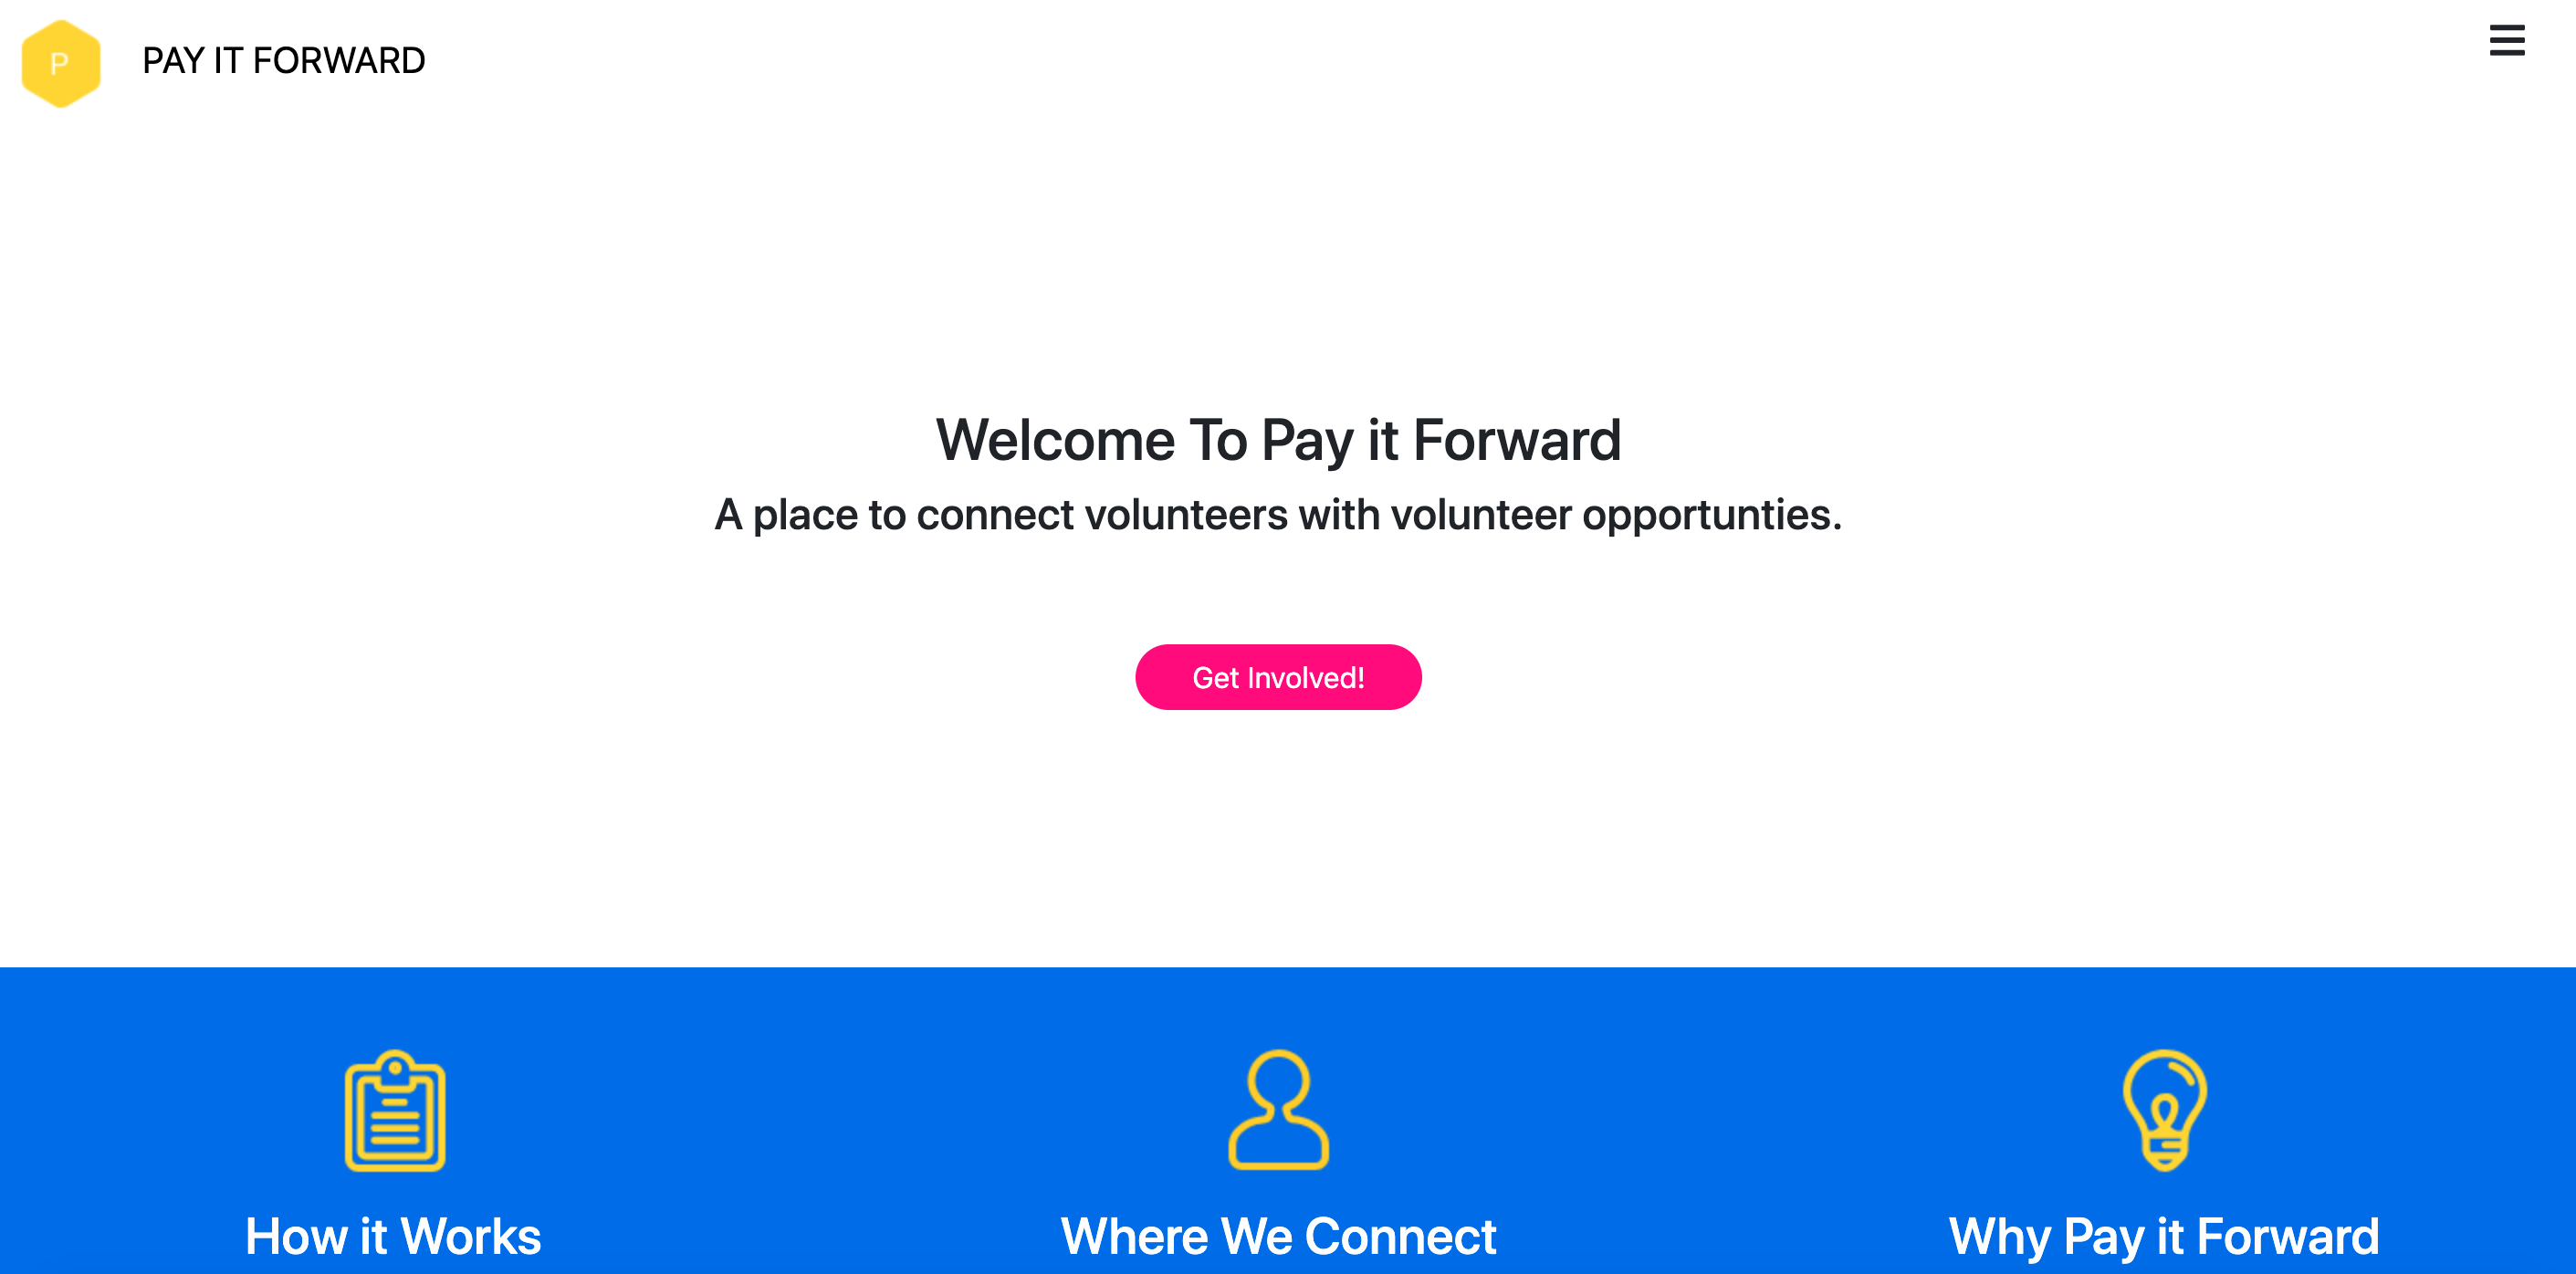 P
PAY IT FORWARD
Welcome To Pay it Forward
A place to connect volunteers with volunteer opportunties.
Get Involved!
How it Works
Where We Connect
Why Pay it Forward